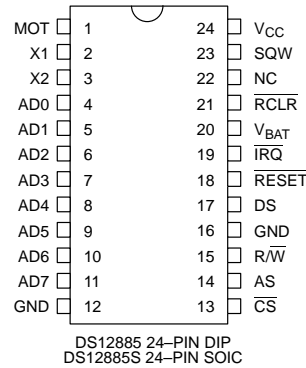 MOT 1 24 VCC
X1 2 23 SQW
X2 3 22 NC
AD0 4 21 RCLR
AD1 5 20 VBAT
AD2 6 19 IRQ
AD3 7 18 RESET
AD4 8 17 DS
AD5 9 16 GND
AD6 10 15 R/W
AD7 11 14 AS
GND 12 13 CS
DS12885 24–PIN DIP
DS12885S 24–PIN SOIC